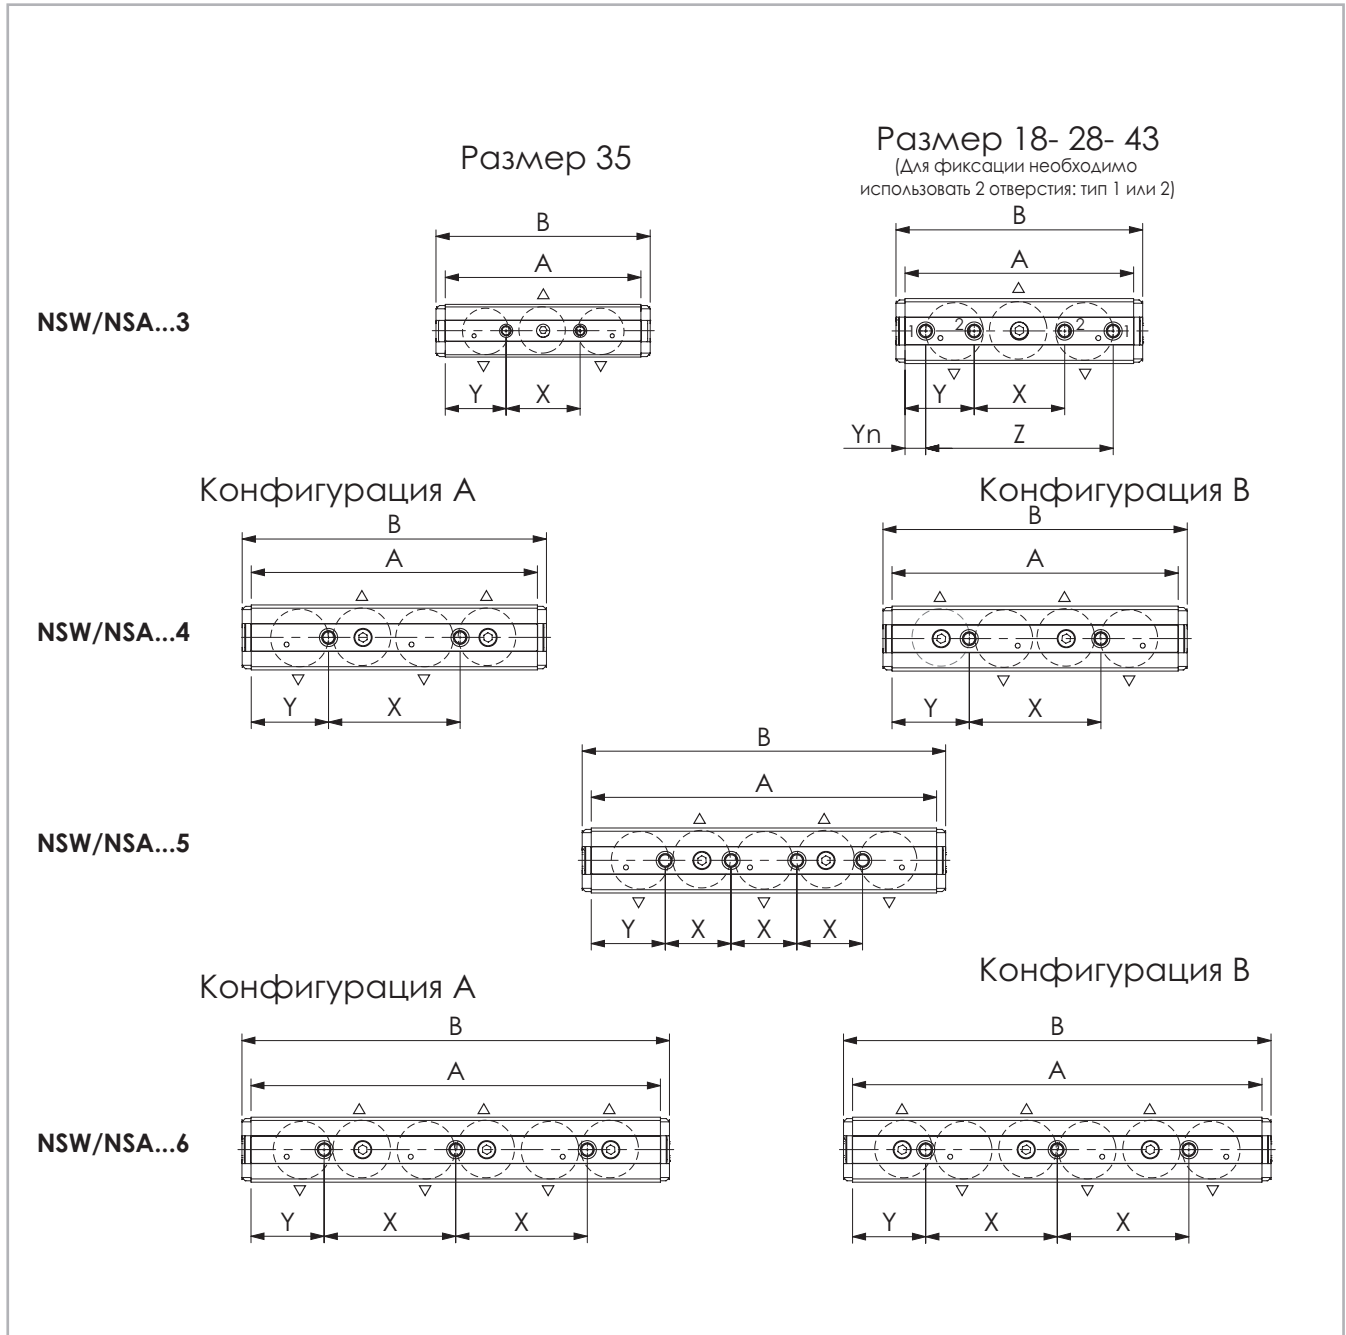 Размер 35
Размер 18- 28- 43
(Для фиксации необходимо
использовать 2 отверстия: тип 1 или 2)
B
A
Y X
NSW/NSA...3
B
A
1 2 2 1
Y X
Yn Z
Конфигурация A
Конфигурация B
B
A
Y X
NSW/NSA...4
B
A
Y X
NSW/NSA...5
B
A
Y X X X
Конфигурация A
Конфигурация B
B
A
Y X X
NSW/NSA...6
B
A
Y X X